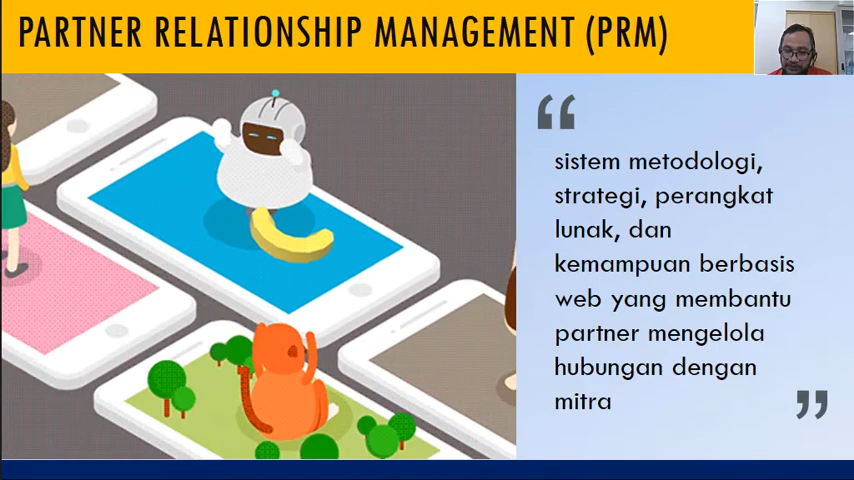 PARTNER RELATIONSHIP MANAGEMENT (PRM)
“
sistem metodologi,
strategi, perangkat
lunak, dan
kemampuan berbasis
web yang membantu
partner mengelola
hubungan dengan
mitra
”